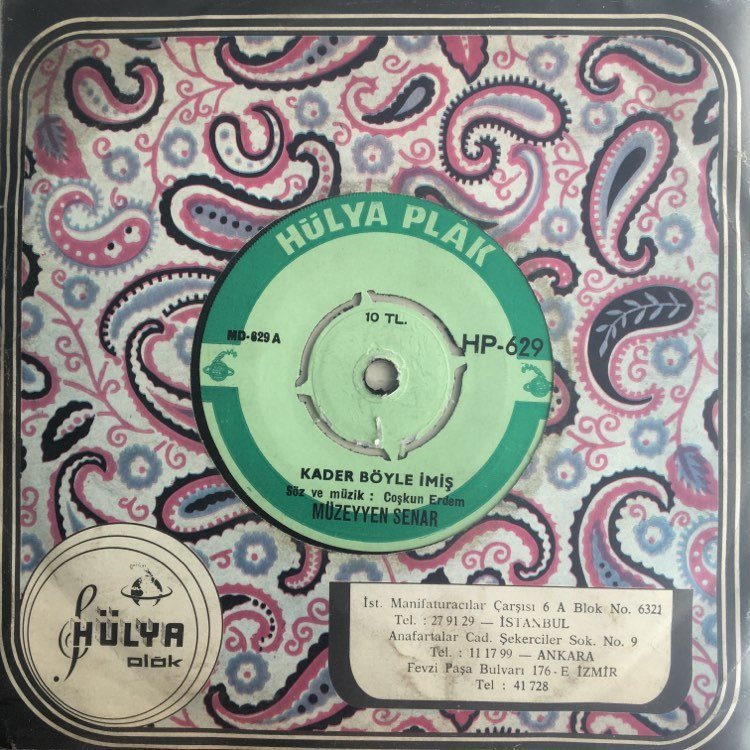 HÜLYA PLÂK
10 TL.
MD-629 A
HP-629
KADER BÖYLE İMİŞ
Söz ve müzik : Coşkun Erdem
MÜZEYYEN SENAR
HÜLYA
plâk
İst. Manifaturacılar Çarşısı 6 A Blok No. 6321
Tel. : 27 91 29 — İSTANBUL
Anafartalar Cad. Şekerciler Sok. No. 9
Tel. : 11 17 99 — ANKARA
Fevzi Paşa Bulvarı 176 - E İZMİR
Tel : 41 728